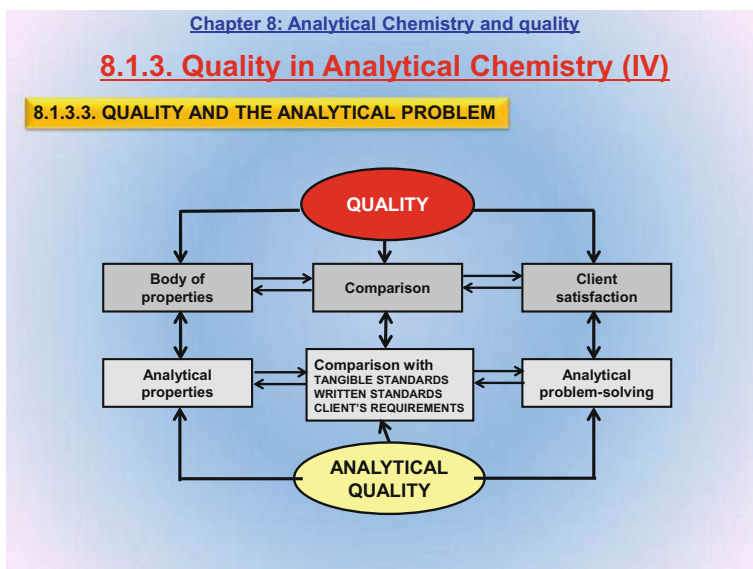 Chapter 8: Analytical Chemistry and quality
8.1.3. Quality in Analytical Chemistry (IV)
8.1.3.3. QUALITY AND THE ANALYTICAL PROBLEM
QUALITY
Body of
properties
Comparison
Client
satisfaction
Analytical
properties
Comparison with
TANGIBLE STANDARDS
WRITTEN STANDARDS
CLIENT'S REQUIREMENTS
Analytical
problem-solving
ANALYTICAL
QUALITY